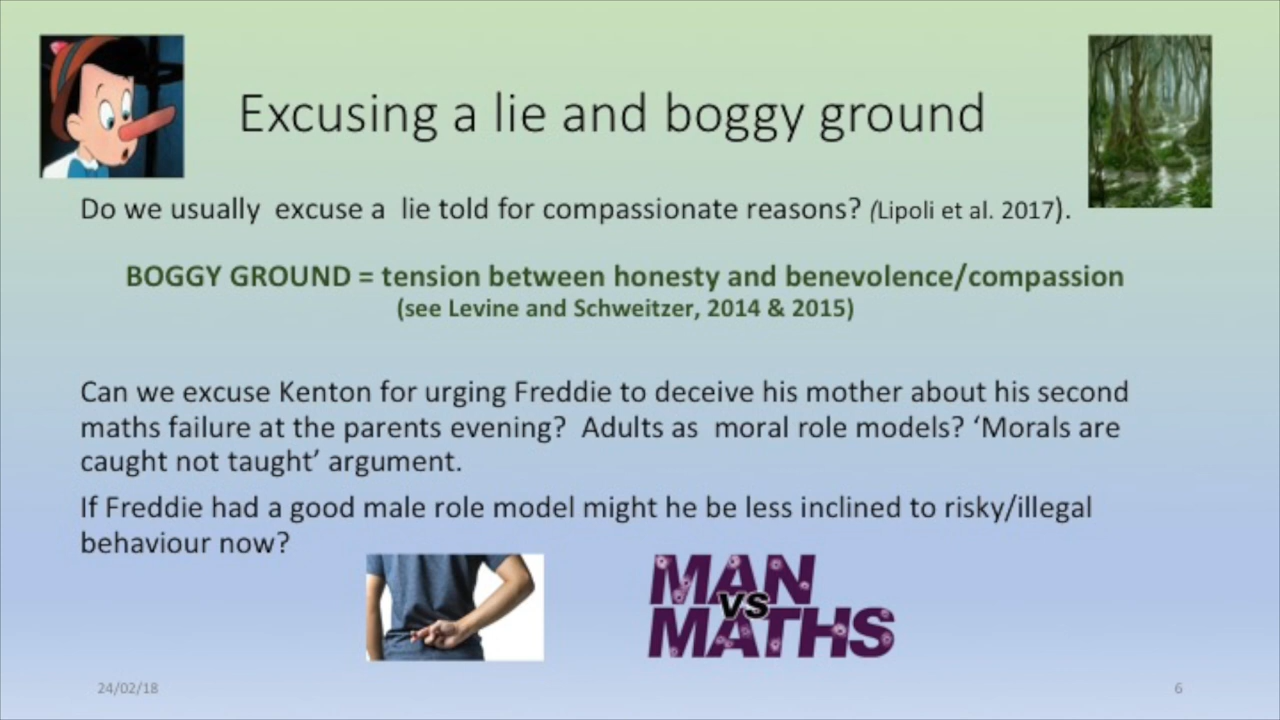 Excusing a lie and boggy ground
Do we usually  excuse a  lie told for compassionate reasons? (Lipoli et al. 2017).
BOGGY GROUND = tension between honesty and benevolence/compassion
(see Levine and Schweitzer, 2014 & 2015)
Can we excuse Kenton for urging Freddie to deceive his mother about his second
maths failure at the parents evening?  Adults as  moral role models? ‘Morals are
caught not taught’ argument.
If Freddie had a good male role model might he be less inclined to risky/illegal
behaviour now?
MAN
VS
MATHS
24/02/18
6